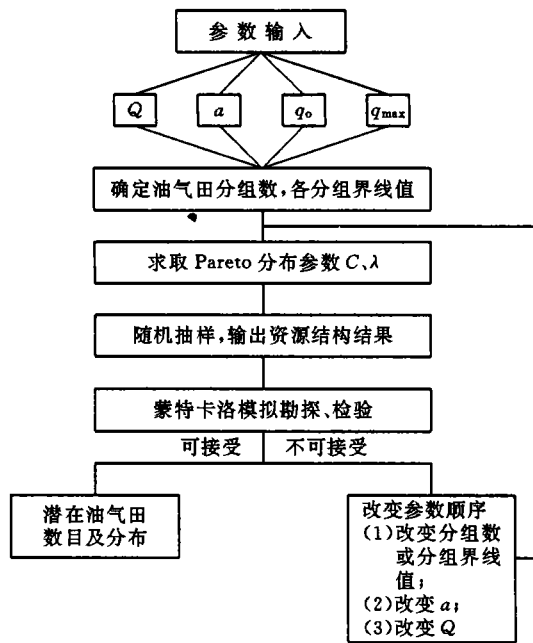 参数输入
Q
a
q₀
q_max
确定油气田分组数,各分组界线值
求取 Pareto 分布参数 C、λ
随机抽样,输出资源结构结果
蒙特卡洛模拟勘探、检验
可接受 不可接受
潜在油气田
数目及分布
改变参数顺序
(1)改变分组数
或分组界线
值;
(2)改变 a;
(3)改变 Q